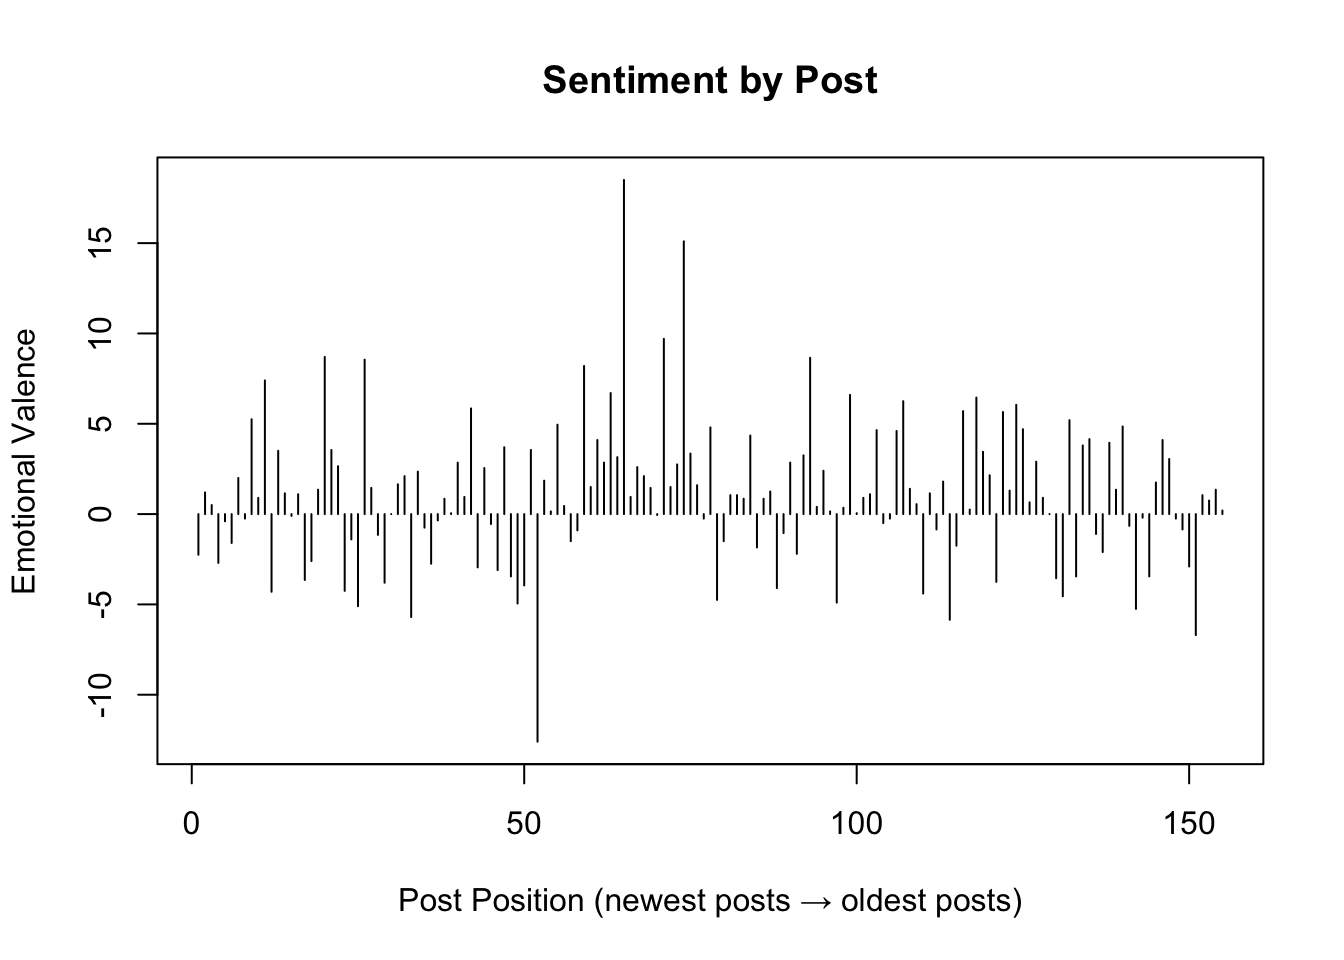 Sentiment by Post
Emotional Valence
15
10
5
0
-5
-10
0 50 100 150
Post Position (newest posts → oldest posts)